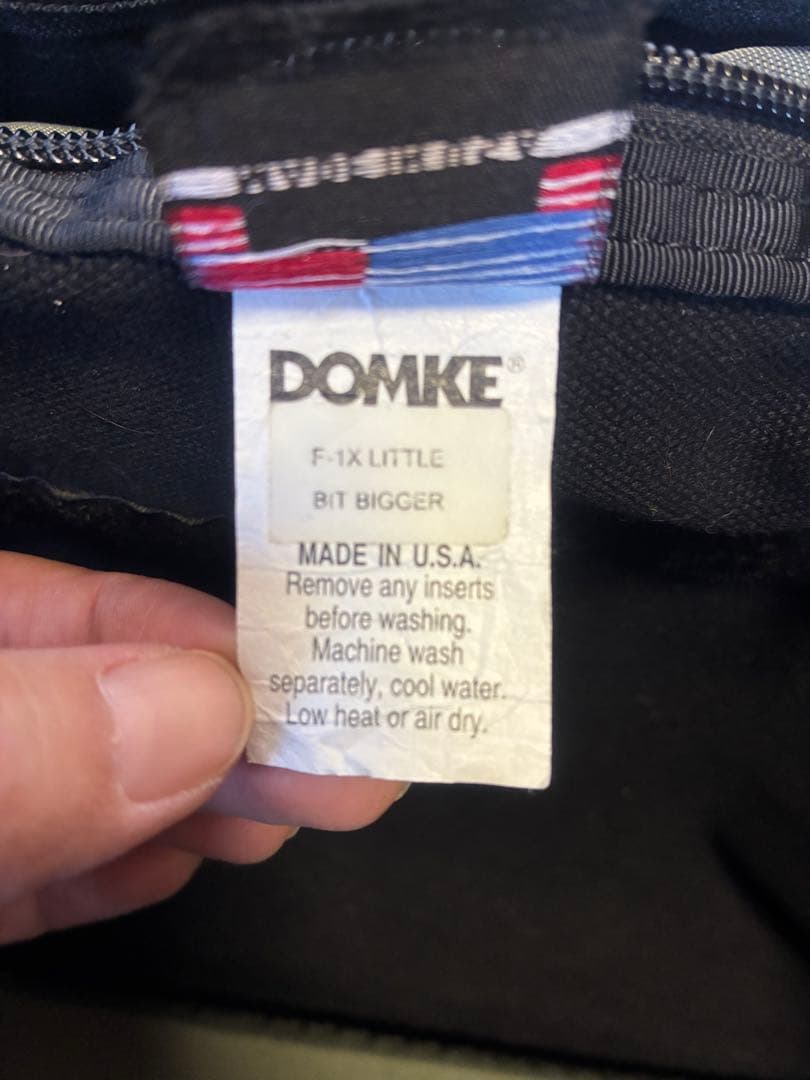 DOMKE®
F-1X LITTLE
BIT BIGGER
MADE IN U.S.A.
Remove any inserts
before washing.
Machine wash
separately, cool water.
Low heat or air dry.